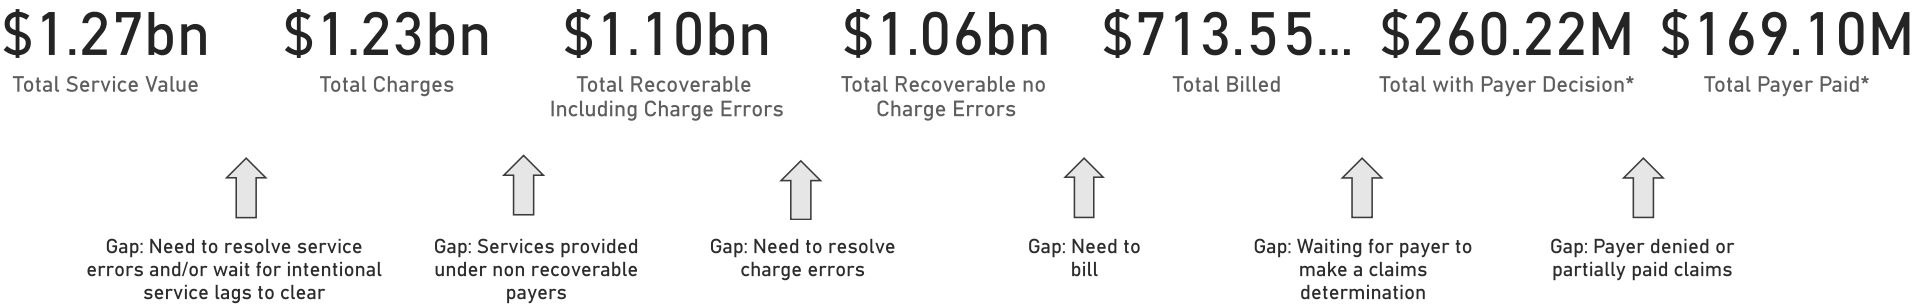 $1.27bn
Total Service Value
$1.23bn
Total Charges
$1.10bn
Total Recoverable
Including Charge Errors
$1.06bn
Total Recoverable no
Charge Errors
$713.55...
Total Billed
$260.22M
Total with Payer Decision*
$169.10M
Total Payer Paid*
Gap: Need to resolve service
errors and/or wait for intentional
service lags to clear
Gap: Services provided
under non recoverable
payers
Gap: Need to resolve
charge errors
Gap: Need to
bill
Gap: Waiting for payer to
make a claims
determination
Gap: Payer denied or
partially paid claims